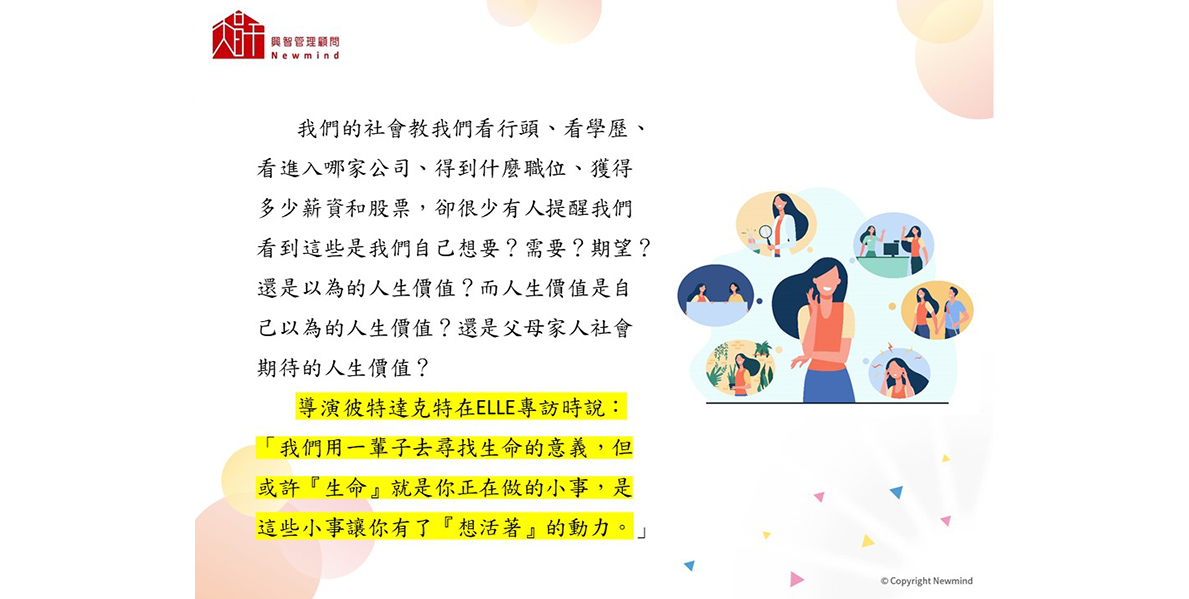 興智管理顧問
Newmind
我們的社會教我們看行頭、看學歷、
看進入哪家公司、得到什麼職位、獲得
多少薪資和股票，卻很少有人提醒我們
看到這些是我們自己想要？需要？期望？
還是以為的人生價值？而人生價值是自
己以為的人生價值？還是父母家人社會
期待的人生價值？
導演彼特達克特在ELLE專訪時說：
「我們用一輩子去尋找生命的意義，但
或許『生命』就是你正在做的小事，是
這些小事讓你有了『想活著』的動力。」
© Copyright Newmind